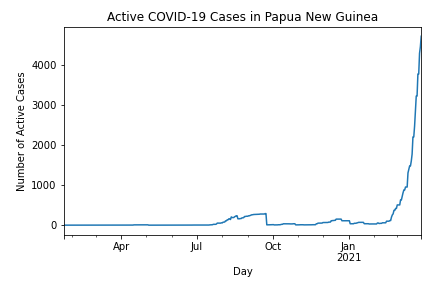 Active COVID-19 Cases in Papua New Guinea
Number of Active Cases
4000
3000
2000
1000
0
Apr
Jul
Oct
Jan
2021
Day